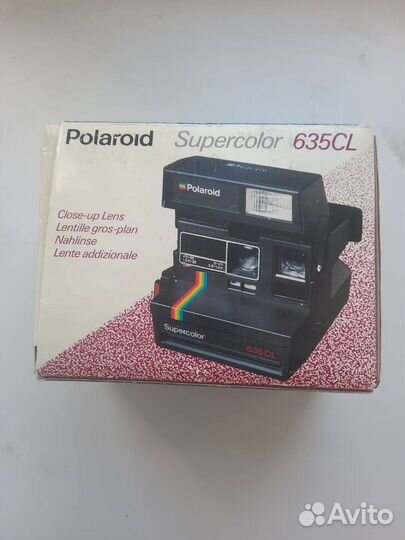 Polaroid Supercolor 635CL
Close-up Lens
Lentille gros-plan
Nahlinse
Lente addizionale
Polaroid
Supercolor
635CL
Avito